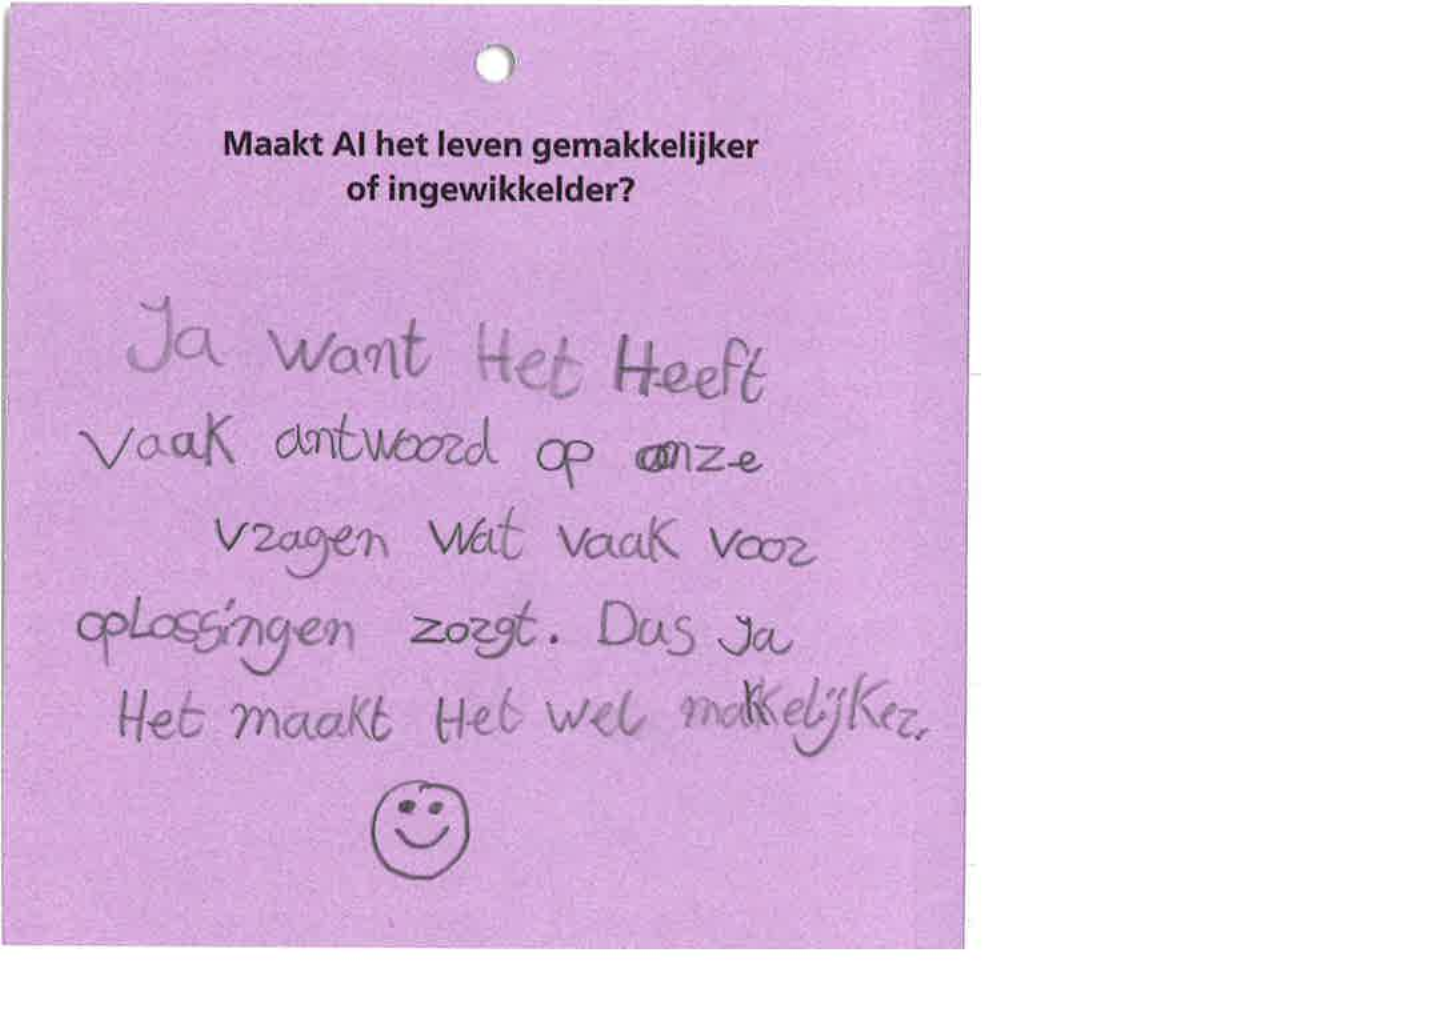 Maakt AI het leven gemakkelijker
of ingewikkelder?
Ja want Het Heeft
vaak antwoord op onze
vragen wat vaak voor
oplossingen zorgt. Dus Ja
Het maakt Het wel makkelijker.